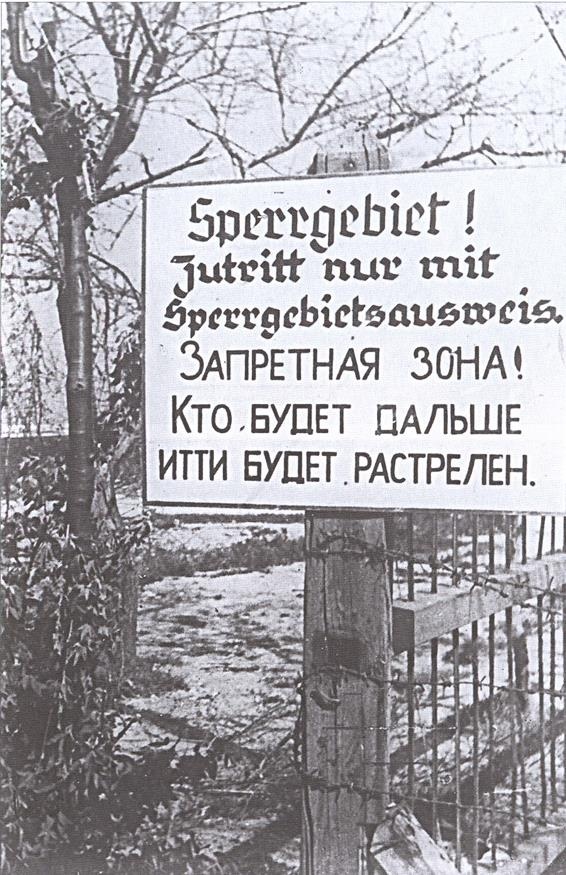 Sperrgebiet!
Zutritt nur mit
Sperrgebietsausweis.
ЗАПРЕТНАЯ ЗОНА!
КТО БУДЕТ ДАЛЬШЕ
ИТТИ БУДЕТ РАСТРЕЛЕН.